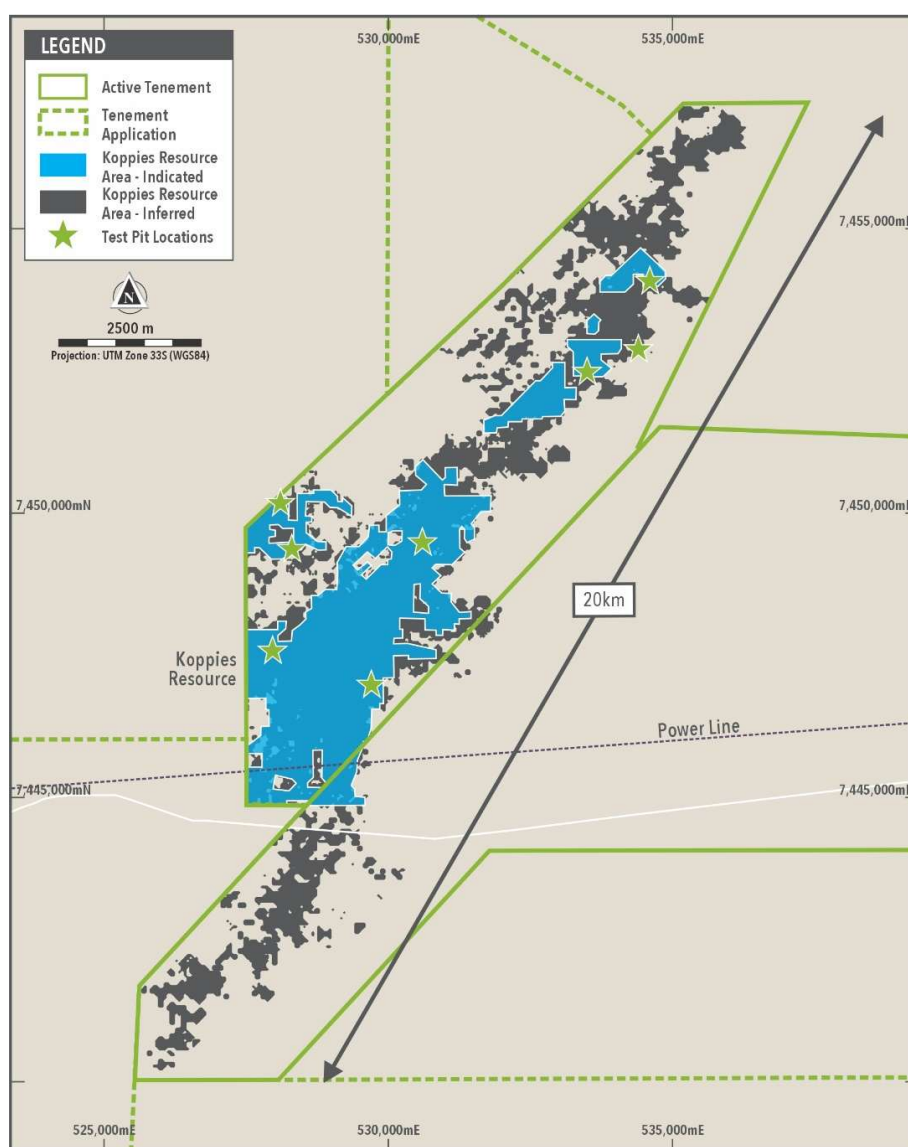 530,000mE
535,000mE
LEGEND
Active Tenement
Tenement
Application
Koppies Resource
Area - Indicated
Koppies Resource
Area - Inferred
Test Pit Locations
N
2500 m
Projection: UTM Zone 33S (WGS84)
7,455,000mN
7,450,000mN
7,450,000mN
20km
Koppies
Resource
Power Line
7,445,000mN
7,445,000mN
525,000mE
530,000mE
535,000mE